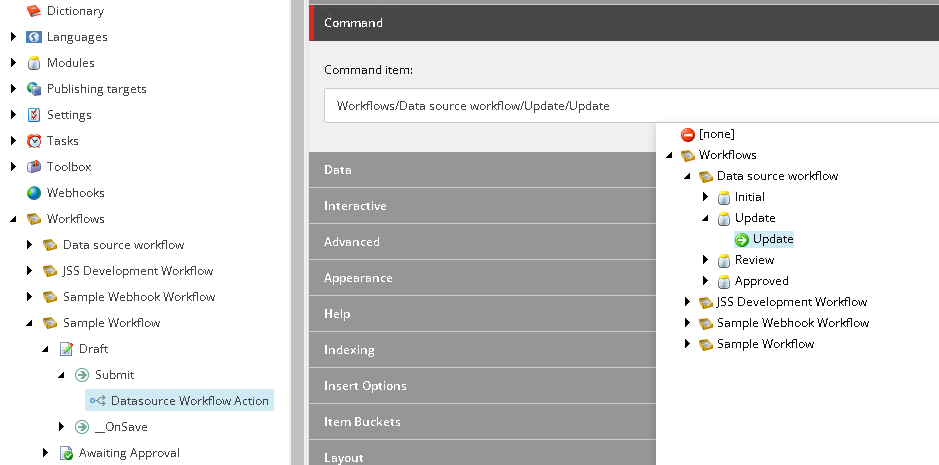 Dictionary
Languages
Modules
Publishing targets
Settings
Tasks
Toolbox
Webhooks
Workflows
Data source workflow
JSS Development Workflow
Sample Webhook Workflow
Sample Workflow
Draft
Submit
Datasource Workflow Action
__OnSave
Awaiting Approval
Command
Command item:
Workflows/Data source workflow/Update/Update
Data
Interactive
Advanced
Appearance
Help
Indexing
Insert Options
Item Buckets
Layout
[none]
Workflows
Data source workflow
Initial
Update
Update
Review
Approved
JSS Development Workflow
Sample Webhook Workflow
Sample Workflow